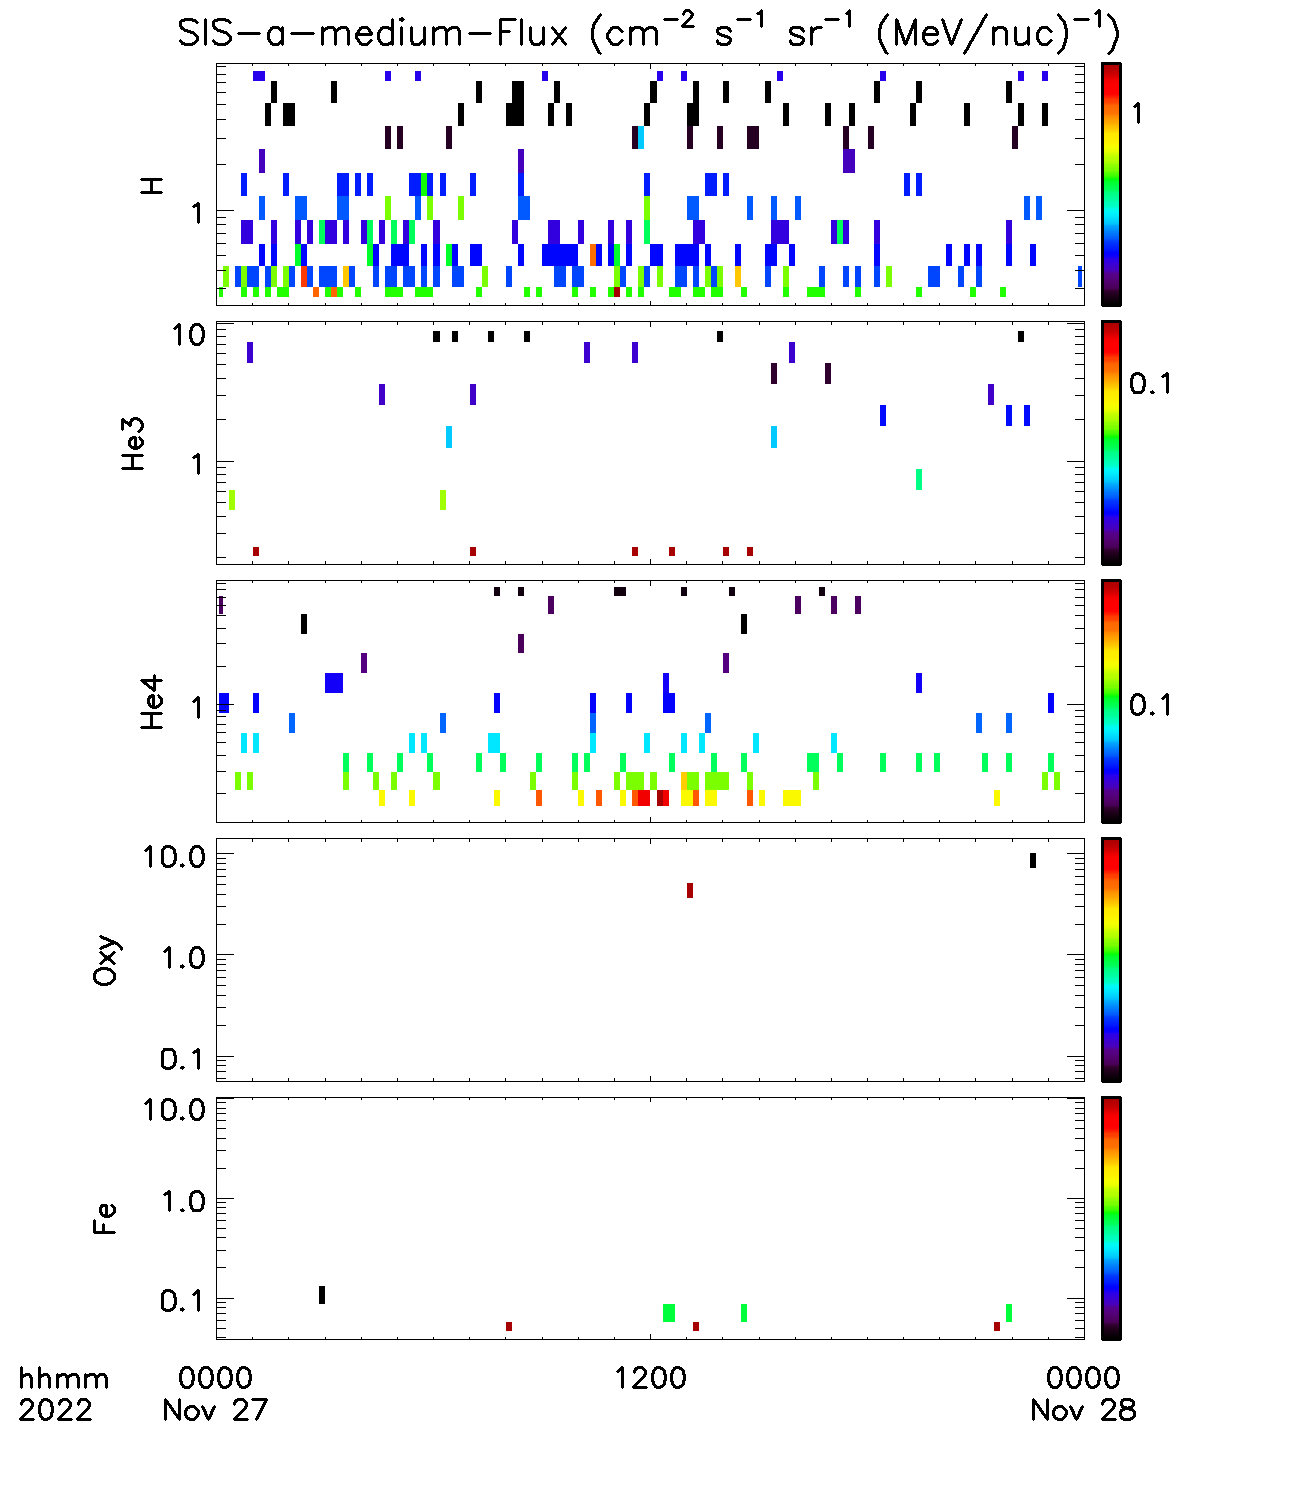 SIS-a-medium-Flux (cm⁻² s⁻¹ sr⁻¹ (MeV/nuc)⁻¹)
H
1
1
He3
10
1
0.1
He4
1
0.1
Oxy
10.0
1.0
0.1
Fe
10.0
1.0
0.1
hhmm 0000 1200 0000
2022 Nov 27 Nov 28